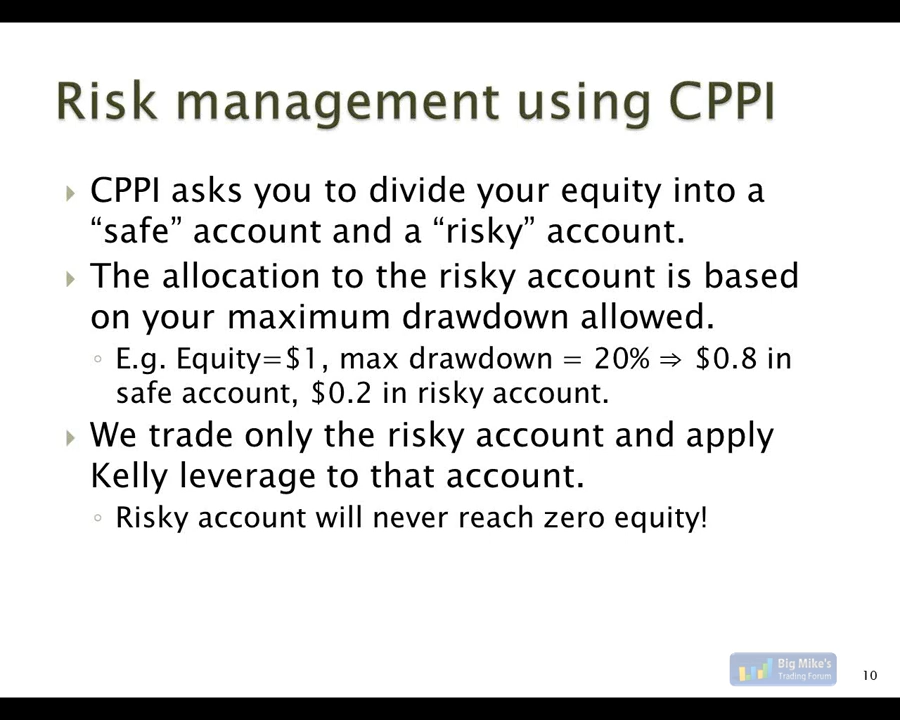 Risk management using CPPI
CPPI asks you to divide your equity into a
“safe” account and a “risky” account.
The allocation to the risky account is based
on your maximum drawdown allowed.
E.g. Equity=$1, max drawdown = 20% ⇒ $0.8 in
safe account, $0.2 in risky account.
We trade only the risky account and apply
Kelly leverage to that account.
Risky account will never reach zero equity!
Big Mike's
Trading Forum
10